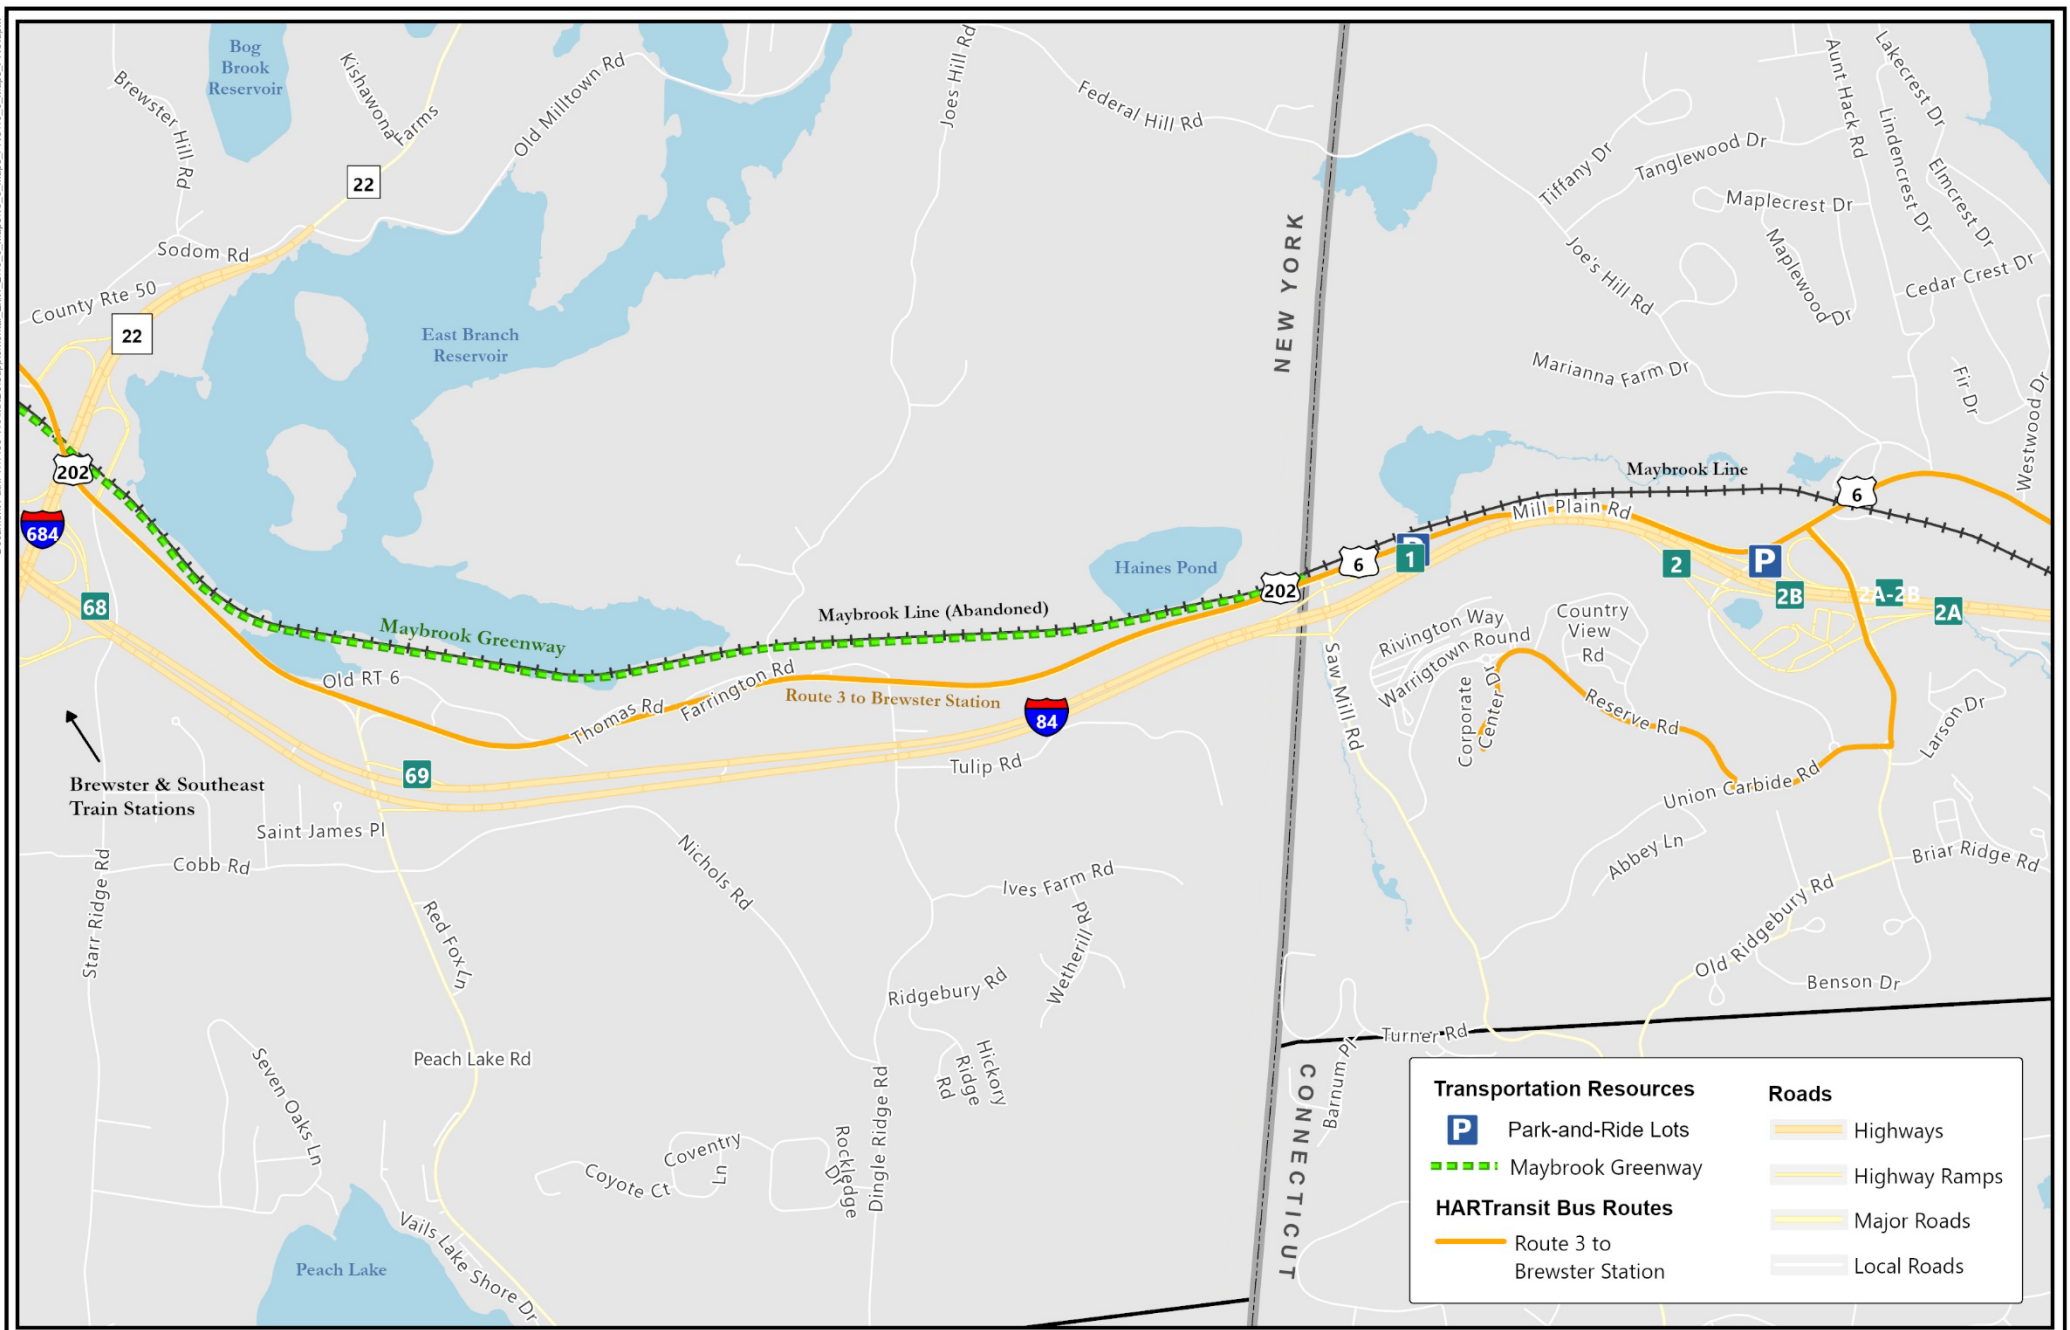 Bog
Brook
Reservoir
Kishawona
Farms
Brewster Hill Rd
Old Milltown Rd
Joes Hill Rd
Federal Hill Rd
Aunt Hack Rd
Lakecrest Dr
Lindencrest Dr
Elmcrest Dr
Tiffany Dr
Tanglewood Dr
Maplecrest Dr
Maplewood Dr
Joe's Hill Rd
Cedar Crest Dr
22
Sodom Rd
County Rte 50
22
East Branch
Reservoir
NEW YORK
Marianna Farm Dr
Fir Dr
Westwood Dr
202
684
68
Maybrook Line
6
Mill Plain Rd
P
1
6
2
P
2B
2A-2B
2A
Haines Pond
202
Maybrook Line (Abandoned)
Maybrook Greenway
Old RT 6
Thomas Rd
Farrington Rd
Route 3 to Brewster Station
84
Tulip Rd
69
Brewster & Southeast
Train Stations
Saw Mill Rd
Rivington Way
Warrigtown Round
Country
View
Rd
Corporate
Center Dr
Reserve Rd
Union Carbide Rd
Larson Dr
Abbey Ln
Briar Ridge Rd
Old Ridgebury Rd
Benson Dr
Saint James Pl
Cobb Rd
Starr Ridge Rd
Nichols Rd
Red Fox Ln
Ives Farm Rd
Wetherill Rd
Ridgebury Rd
Hickory
Ridge
Rd
Turner Rd
Barnum Pl
CONNECTICUT
Peach Lake Rd
Seven Oaks Ln
Coventry
Ln
Coyote Ct
Rockledge
Dr
Dingle Ridge Rd
Vails Lake Shore Dr
Peach Lake
Transportation Resources
P Park-and-Ride Lots
Maybrook Greenway
HARTransit Bus Routes
Route 3 to
Brewster Station
Roads
Highways
Highway Ramps
Major Roads
Local Roads